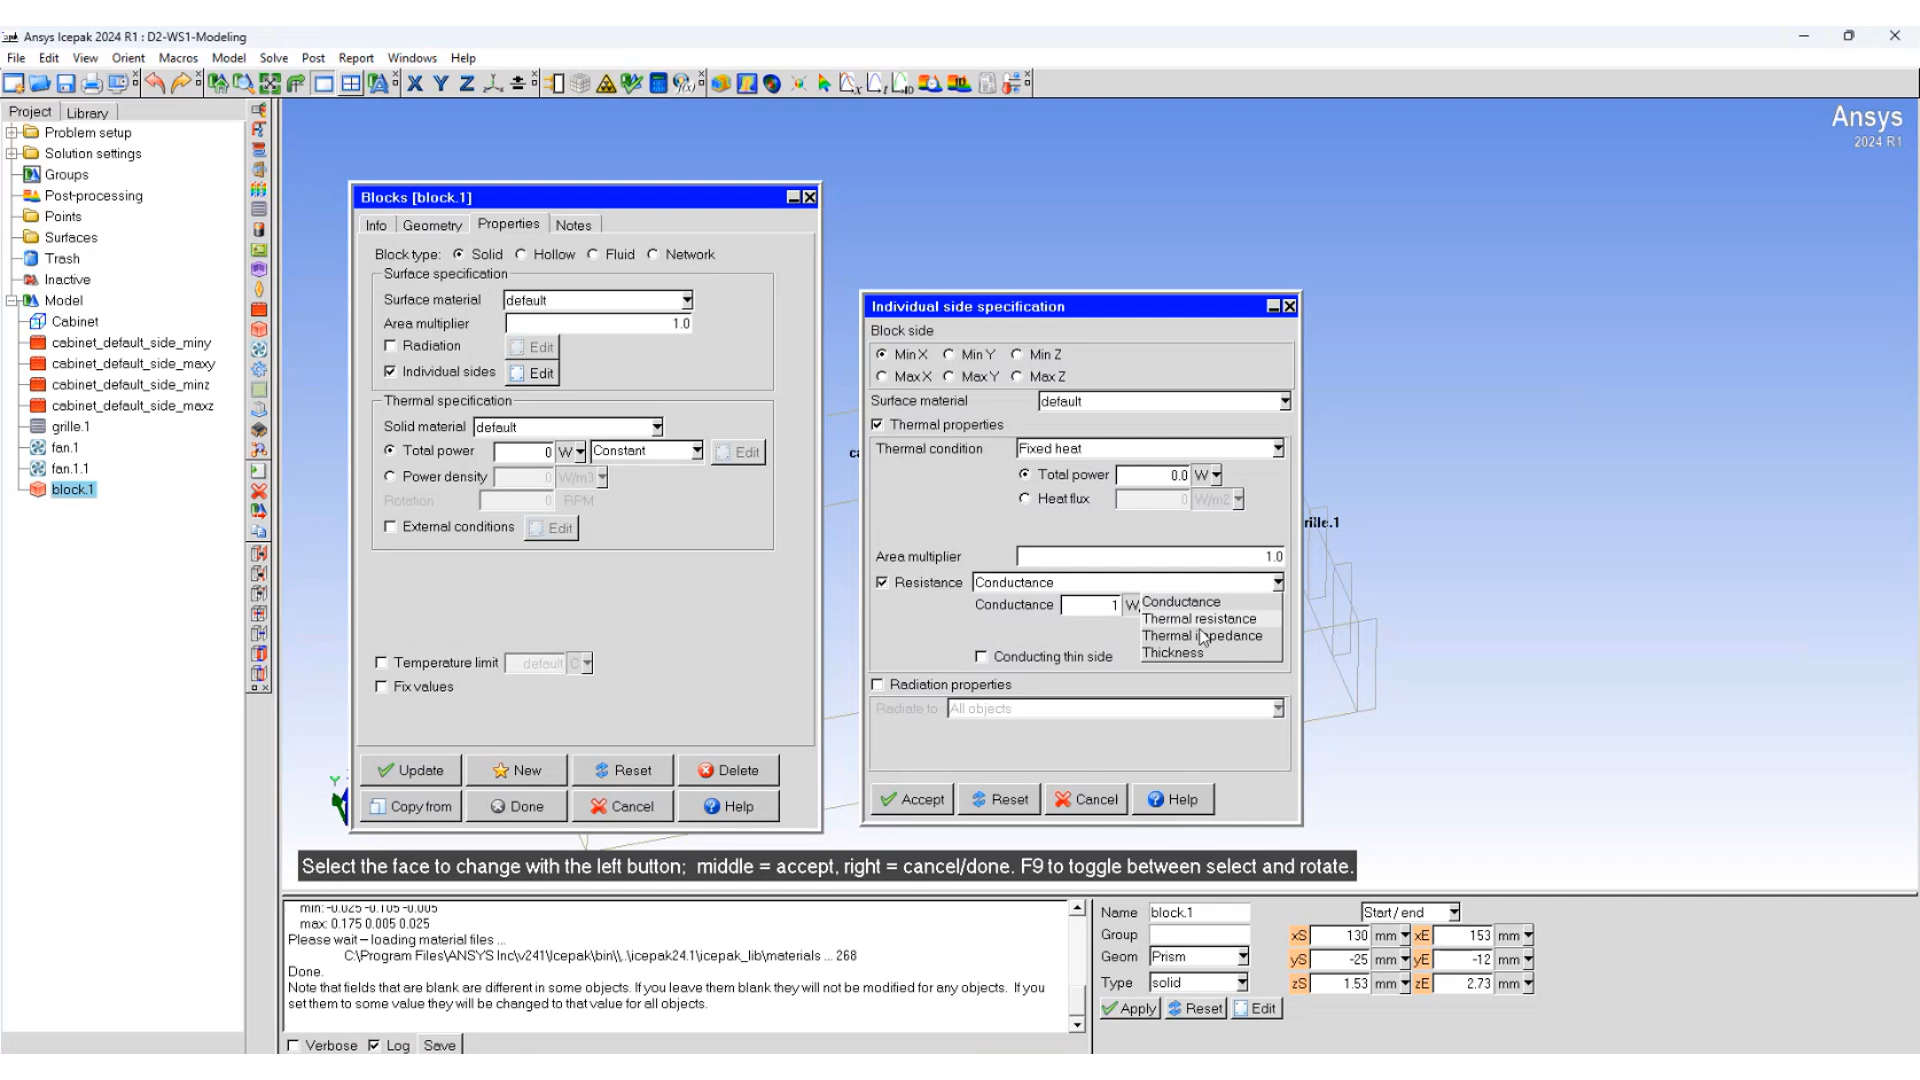 Ansys Icepak 2024 R1 : D2-WS1-Modeling
File Edit View Orient Macros Model Solve Post Report Windows Help
X Y Z
Project Library
Problem setup
Solution settings
Groups
Post-processing
Points
Surfaces
Trash
Inactive
Model
Cabinet
cabinet_default_side_miny
cabinet_default_side_maxy
cabinet_default_side_minz
cabinet_default_side_maxz
grille.1
fan.1
fan.1.1
block.1
Ansys
2024 R1
Blocks [block.1]
Info Geometry Properties Notes
Block type: Solid Hollow Fluid Network
Surface specification
Surface material default
Area multiplier 1.0
Radiation Edit
Individual sides Edit
Thermal specification
Solid material default
Total power 0 W Constant Edit
Power density 0 W/m3
Rotation 0 RPM
External conditions Edit
Temperature limit default C
Fix values
Update New Reset Delete
Copy from Done Cancel Help
Individual side specification
Block side
Min X Min Y Min Z
Max X Max Y Max Z
Surface material default
Thermal properties
Thermal condition Fixed heat
Total power 0.0 W
Heat flux 0 W/m2
Area multiplier 1.0
Resistance Conductance
Conductance 1 W
Conductance
Thermal resistance
Thermal impedance
Thickness
Conducting thin side
Radiation properties
Radiate to: All objects
Accept Reset Cancel Help
ca
rille.1
Y
Select the face to change with the left button; middle = accept, right = cancel/done. F9 to toggle between select and rotate.
min: -0.025 -0.105 -0.005
max: 0.175 0.005 0.025
Please wait – loading material files ...
C:\Program Files\ANSYS Inc\v241\Icepak\bin\\..\icepak24.1\icepak_lib\materials ... 268
Done.
Note that fields that are blank are different in some objects. If you leave them blank they will not be modified for any objects. If you
set them to some value they will be changed to that value for all objects.
Verbose Log Save
Name block.1 Start / end
Group
Geom Prism
Type solid
xS 130 mm xE 153 mm
yS -25 mm yE -12 mm
zS 1.53 mm zE 2.73 mm
Apply Reset Edit